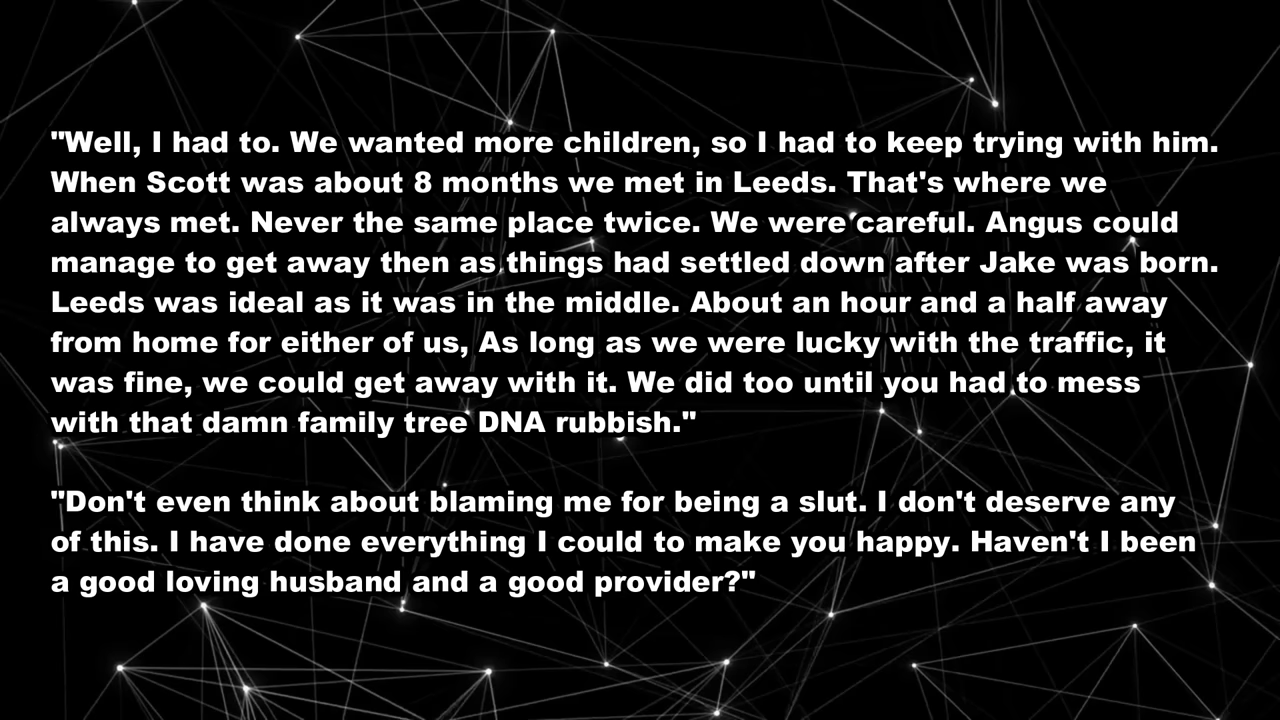 "Well, I had to. We wanted more children, so I had to keep trying with him.
When Scott was about 8 months we met in Leeds. That's where we
always met. Never the same place twice. We were careful. Angus could
manage to get away then as things had settled down after Jake was born.
Leeds was ideal as it was in the middle. About an hour and a half away
from home for either of us, As long as we were lucky with the traffic, it
was fine, we could get away with it. We did too until you had to mess
with that damn family tree DNA rubbish."
"Don't even think about blaming me for being a slut. I don't deserve any
of this. I have done everything I could to make you happy. Haven't I been
a good loving husband and a good provider?"